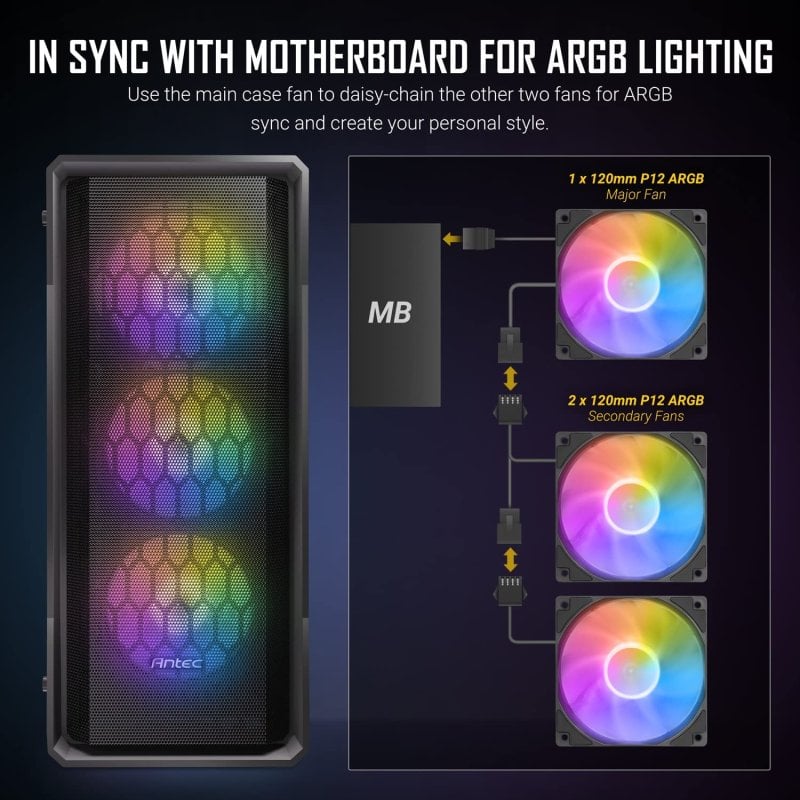 IN SYNC WITH MOTHERBOARD FOR ARGB LIGHTING
Use the main case fan to daisy-chain the other two fans for ARGB
sync and create your personal style.
1 x 120mm P12 ARGB
Major Fan
MB
2 x 120mm P12 ARGB
Secondary Fans
Antec